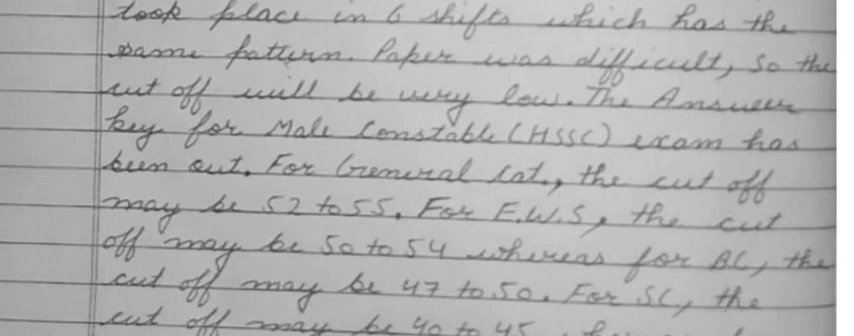 took place in 6 shifts which has the
same pattern. Paper was difficult, so the
cut off will be very low. The Answer
key for Male Constable (HSSC) exam has
been out. For General Cat., the cut off
may be 52 to 55. For E.W.S, the cut
off may be 50 to 54 whereas for BC, the
cut off may be 47 to 50. For SC, the
cut off may be 40 to 45